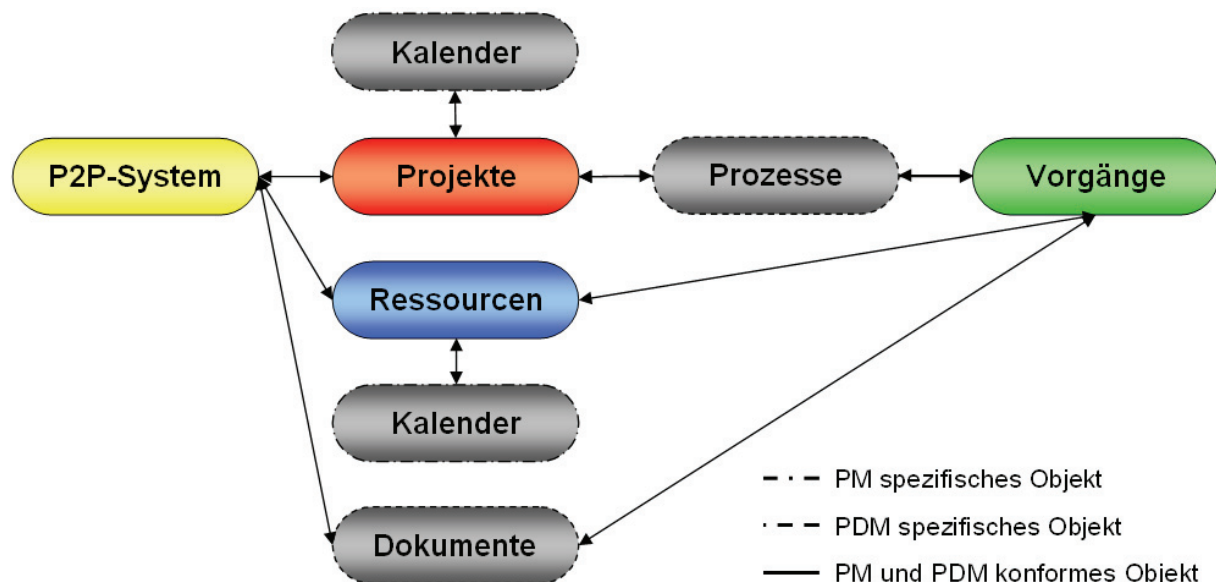 Kalender
P2P-System
Projekte
Prozesse
Vorgänge
Ressourcen
Kalender
Dokumente
PM spezifisches Objekt
PDM spezifisches Objekt
PM und PDM konformes Objekt